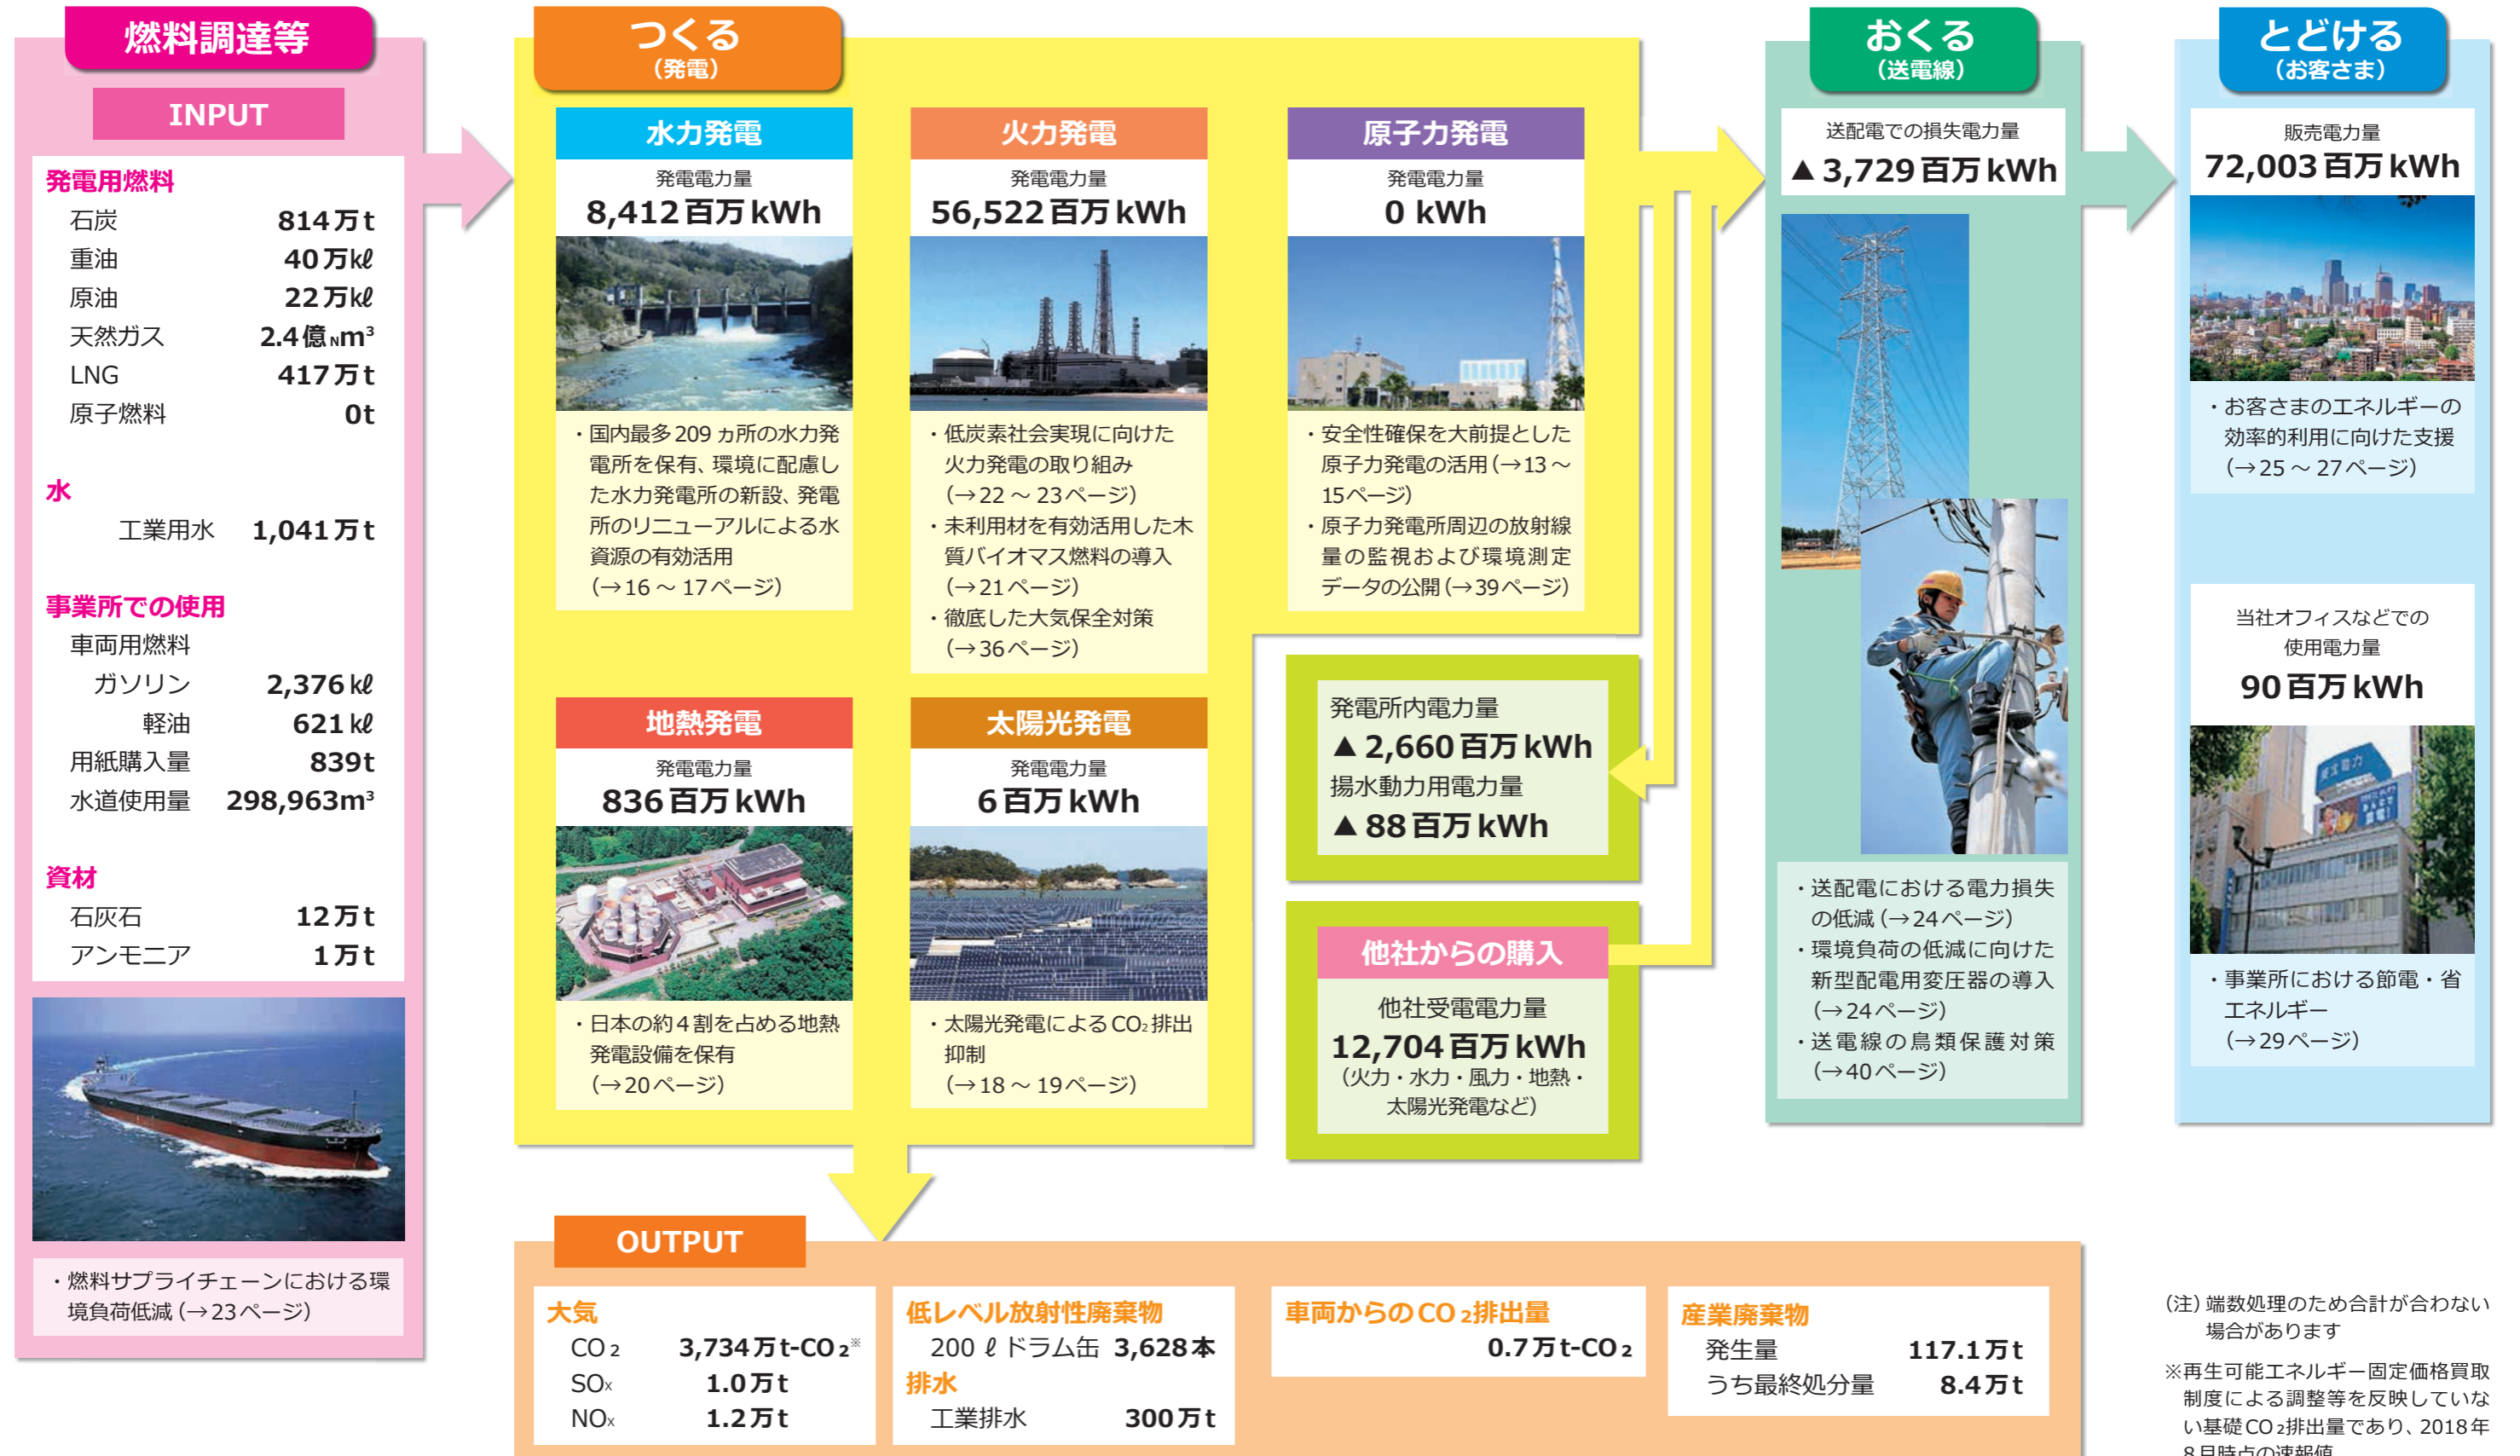 燃料調達等
INPUT
発電用燃料
石炭 814万t
重油 40万kℓ
原油 22万kℓ
天然ガス 2.4億Nm³
LNG 417万t
原子燃料 0t
水
工業用水 1,041万t
事業所での使用
車両用燃料
ガソリン 2,376kℓ
軽油 621kℓ
用紙購入量 839t
水道使用量 298,963m³
資材
石灰石 12万t
アンモニア 1万t
・燃料サプライチェーンにおける環
境負荷低減（→23ページ）
つくる
（発電）
水力発電
発電電力量
8,412百万kWh
・国内最多209ヵ所の水力発
電所を保有、環境に配慮し
た水力発電所の新設、発電
所のリニューアルによる水
資源の有効活用
（→16～17ページ）
火力発電
発電電力量
56,522百万kWh
・低炭素社会実現に向けた
火力発電の取り組み
（→22～23ページ）
・未利用材を有効活用した木
質バイオマス燃料の導入
（→21ページ）
・徹底した大気保全対策
（→36ページ）
原子力発電
発電電力量
0 kWh
・安全性確保を大前提とした
原子力発電の活用（→13～
15ページ）
・原子力発電所周辺の放射線
量の監視および環境測定
データの公開（→39ページ）
地熱発電
発電電力量
836百万kWh
・日本の約４割を占める地熱
発電設備を保有
（→20ページ）
太陽光発電
発電電力量
6百万kWh
・太陽光発電によるCO₂排出
抑制
（→18～19ページ）
発電所内電力量
▲2,660百万kWh
揚水動力用電力量
▲88百万kWh
他社からの購入
他社受電電力量
12,704百万kWh
（火力・水力・風力・地熱・
太陽光発電など）
おくる
（送電線）
送配電での損失電力量
▲3,729百万kWh
・送配電における電力損失
の低減（→24ページ）
・環境負荷の低減に向けた
新型配電用変圧器の導入
（→24ページ）
・送電線の鳥類保護対策
（→40ページ）
とどける
（お客さま）
販売電力量
72,003百万kWh
・お客さまのエネルギーの
効率的利用に向けた支援
（→25～27ページ）
当社オフィスなどでの
使用電力量
90百万kWh
・事業所における節電・省
エネルギー
（→29ページ）
OUTPUT
大気
CO₂ 3,734万t-CO₂※
SOx 1.0万t
NOx 1.2万t
低レベル放射性廃棄物
200ℓドラム缶 3,628本
排水
工業排水 300万t
車両からのCO₂排出量
0.7万t-CO₂
産業廃棄物
発生量 117.1万t
うち最終処分量 8.4万t
（注）端数処理のため合計が合わない
場合があります
※再生可能エネルギー固定価格買取
制度による調整等を反映していな
い基礎CO₂排出量であり、2018年
8月時点の速報値